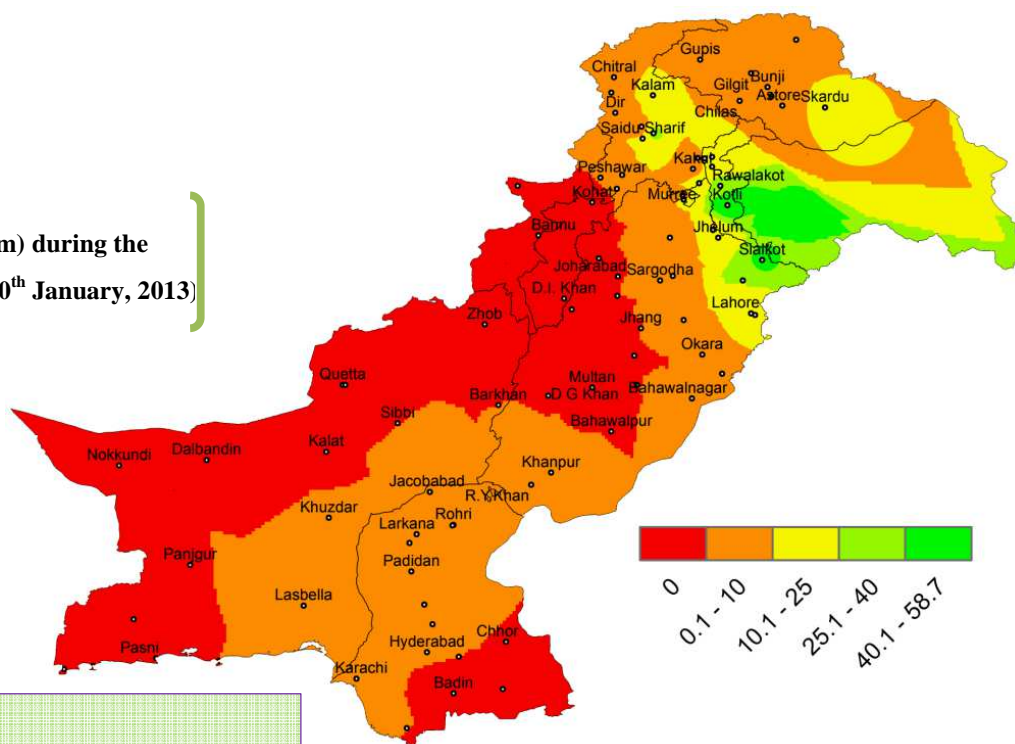 m) during the
0th January, 2013)
Gupis
Chitral
Bunji
Kalam
Gilgit
Astore
Skardu
Dir
Chilas
Saidu Sharif
Peshawar
Rawalakot
Kohat
Kotli
Murree
Bannu
Jhelum
Joharabad
Sialkot
Sargodha
D.I. Khan
Lahore
Zhob
Jhang
Okara
Quetta
Multan
Barkhan
D G Khan
Bahawalnagar
Sibbi
Bahawalpur
Kalat
Dalbandin
Nokkundi
Khanpur
Jacobabad
R.Y.Khan
Khuzdar
Rohri
Larkana
Panjgur
Padidan
Lasbella
Chhor
Hyderabad
Pasni
Karachi
Badin
0
0.1 - 10
10.1 - 25
25.1 - 40
40.1 - 58.7